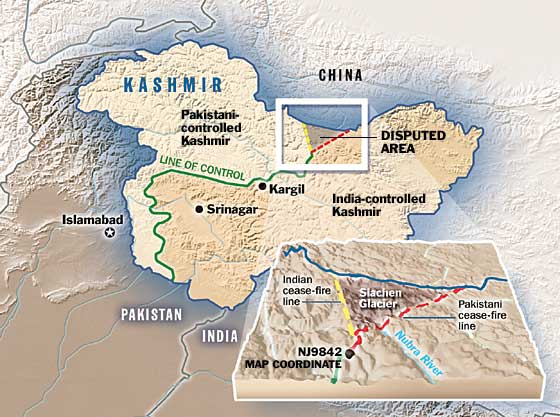 KASHMIR
CHINA
Pakistani-
controlled
Kashmir
DISPUTED
AREA
LINE OF CONTROL
Kargil
India-controlled
Kashmir
Srinagar
Islamabad
PAKISTAN
INDIA
Indian
cease-fire
line
Siachen
Glacier
Pakistani
cease-fire
line
Nubra River
NJ9842
MAP COORDINATE